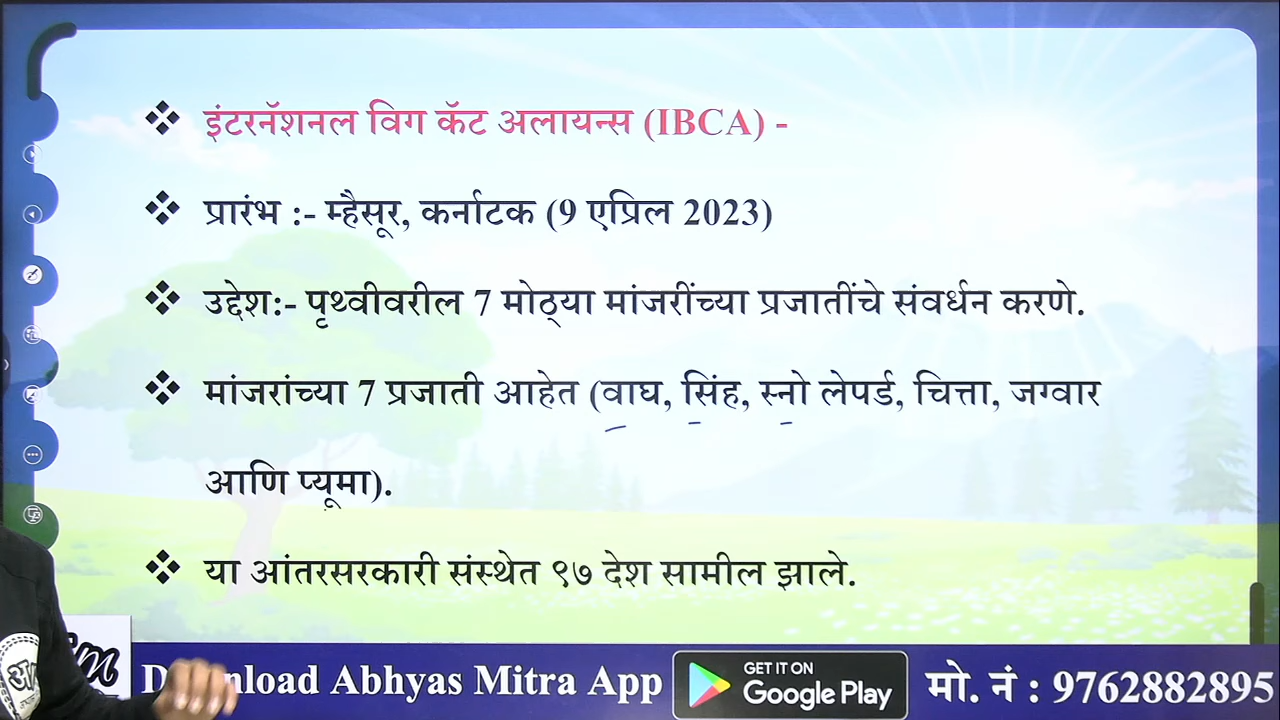 ❖ इंटरनॅशनल विग कॅट अलायन्स (IBCA) -
❖ प्रारंभ :- म्हैसूर, कर्नाटक (9 एप्रिल 2023)
❖ उद्देश:- पृथ्वीवरील 7 मोठ्या मांजरींच्या प्रजातींचे संवर्धन करणे.
❖ मांजरांच्या 7 प्रजाती आहेत (वाघ, सिंह, स्नो लेपर्ड, चित्ता, जग्वार
आणि प्यूमा).
❖ या आंतरसरकारी संस्थेत ९७ देश सामील झाले.
Download Abhyas Mitra App
GET IT ON
Google Play
मो. नं : 9762882895